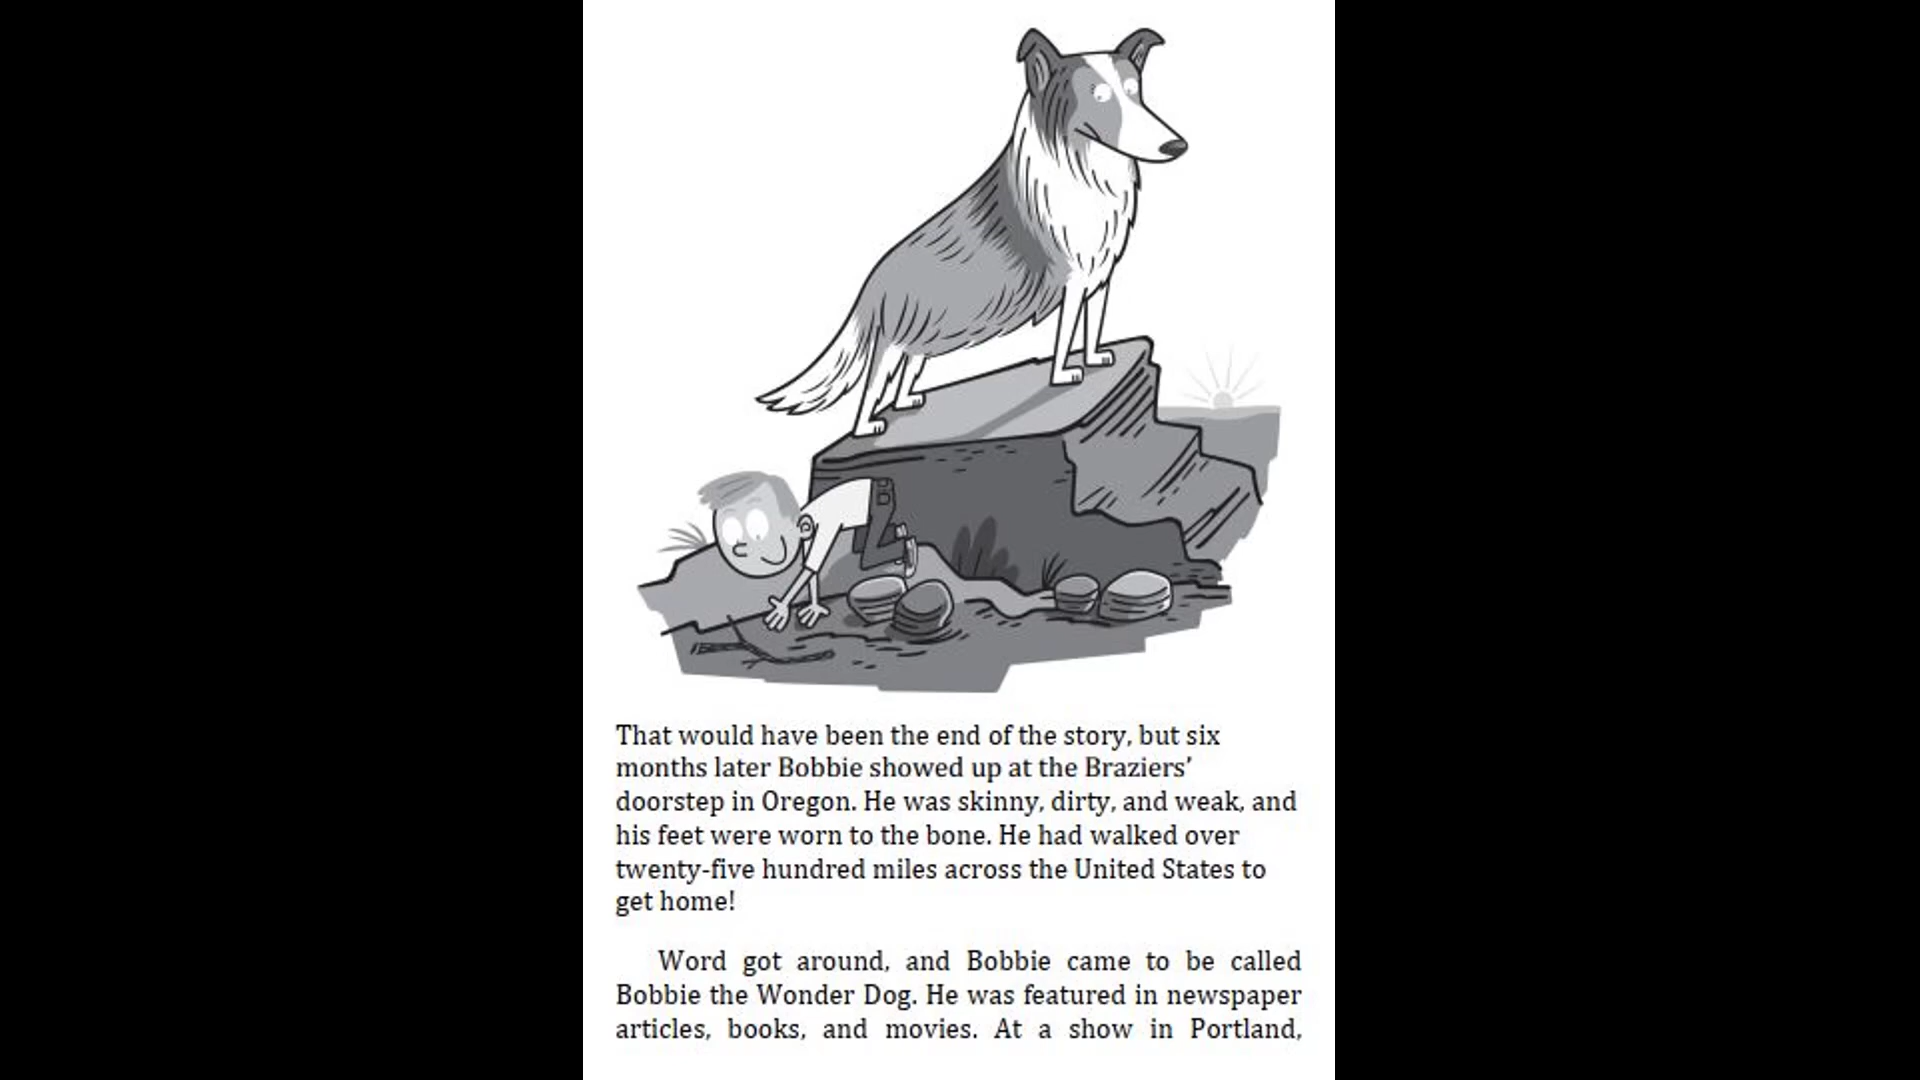 That would have been the end of the story, but six
months later Bobbie showed up at the Braziers’
doorstep in Oregon. He was skinny, dirty, and weak, and
his feet were worn to the bone. He had walked over
twenty-five hundred miles across the United States to
get home!
Word got around, and Bobbie came to be called
Bobbie the Wonder Dog. He was featured in newspaper
articles, books, and movies. At a show in Portland,